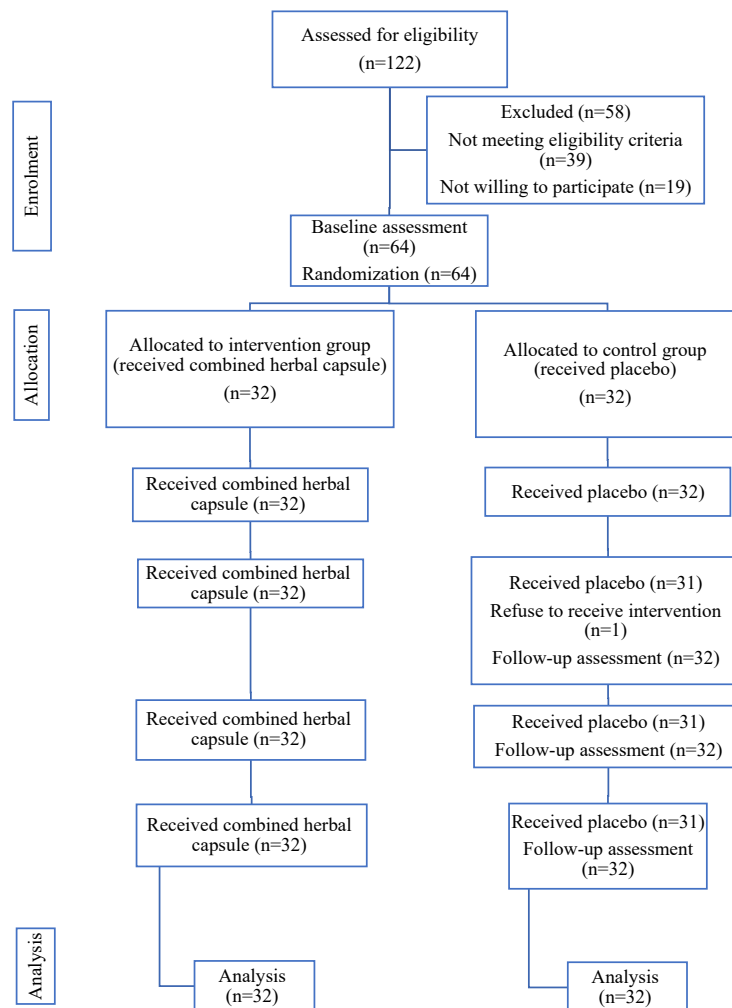 Assessed for eligibility
(n=122)
Enrolment
Excluded (n=58)
Not meeting eligibility criteria
(n=39)
Not willing to participate (n=19)
Baseline assessment
(n=64)
Randomization (n=64)
Allocation
Allocated to intervention group
(received combined herbal capsule)
(n=32)
Allocated to control group
(received placebo)
(n=32)
Received combined herbal
capsule (n=32)
Received placebo (n=32)
Received combined herbal
capsule (n=32)
Received placebo (n=31)
Refuse to receive intervention
(n=1)
Follow-up assessment (n=32)
Received combined herbal
capsule (n=32)
Received placebo (n=31)
Follow-up assessment (n=32)
Received combined herbal
capsule (n=32)
Received placebo (n=31)
Follow-up assessment
(n=32)
Analysis
Analysis
(n=32)
Analysis
(n=32)